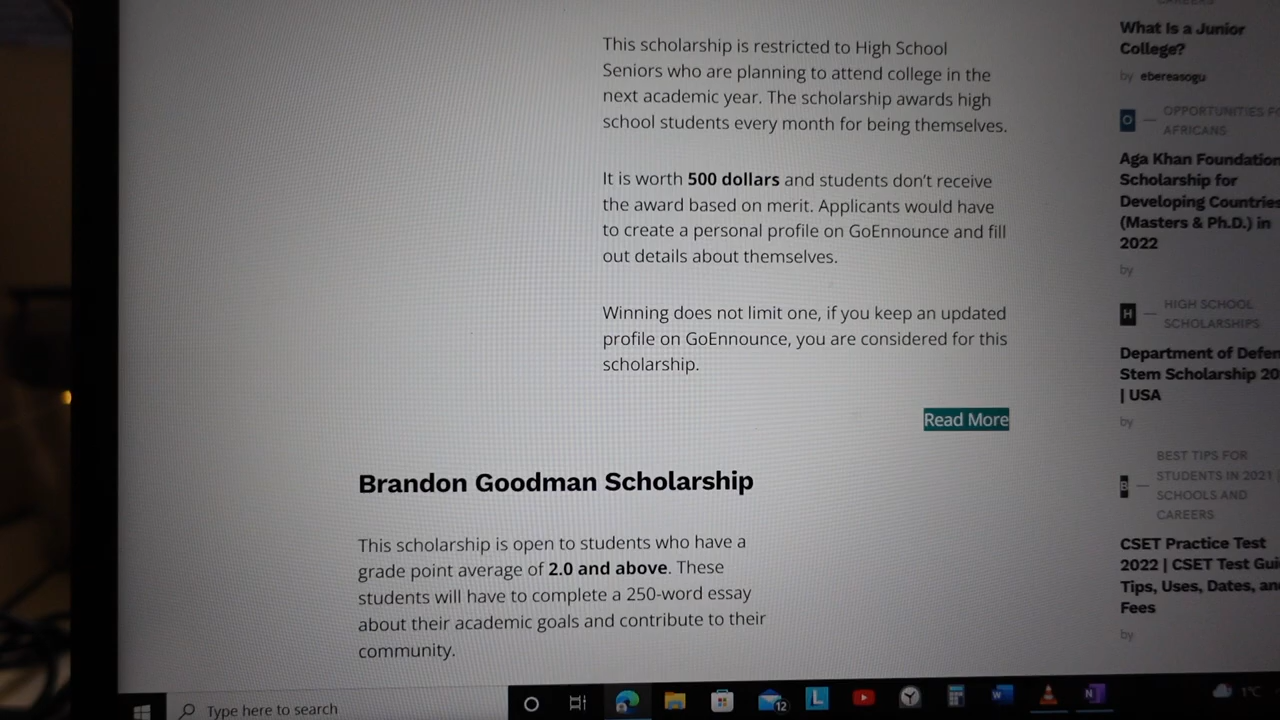 This scholarship is restricted to High School
Seniors who are planning to attend college in the
next academic year. The scholarship awards high
school students every month for being themselves.
It is worth 500 dollars and students don't receive
the award based on merit. Applicants would have
to create a personal profile on GoEnnounce and fill
out details about themselves.
Winning does not limit one, if you keep an updated
profile on GoEnnounce, you are considered for this
scholarship.
Read More
Brandon Goodman Scholarship
This scholarship is open to students who have a
grade point average of 2.0 and above. These
students will have to complete a 250-word essay
about their academic goals and contribute to their
community.
What Is a Junior
College?
by ebereasogu
O — OPPORTUNITIES
AFRICANS
Aga Khan Foundation
Scholarship for
Developing Countries
(Masters & Ph.D.) in
2022
by
H — HIGH SCHOOL
SCHOLARSHIPS
Department of
Stem Scholarship
| USA
by
B — BEST TIPS FOR
STUDENTS IN 2021
SCHOOLS AND
CAREERS
CSET Practice Test
2022 | CSET Test
Tips, Uses, Dates,
Fees
by
Type here to search
12
L
W
N
1°C